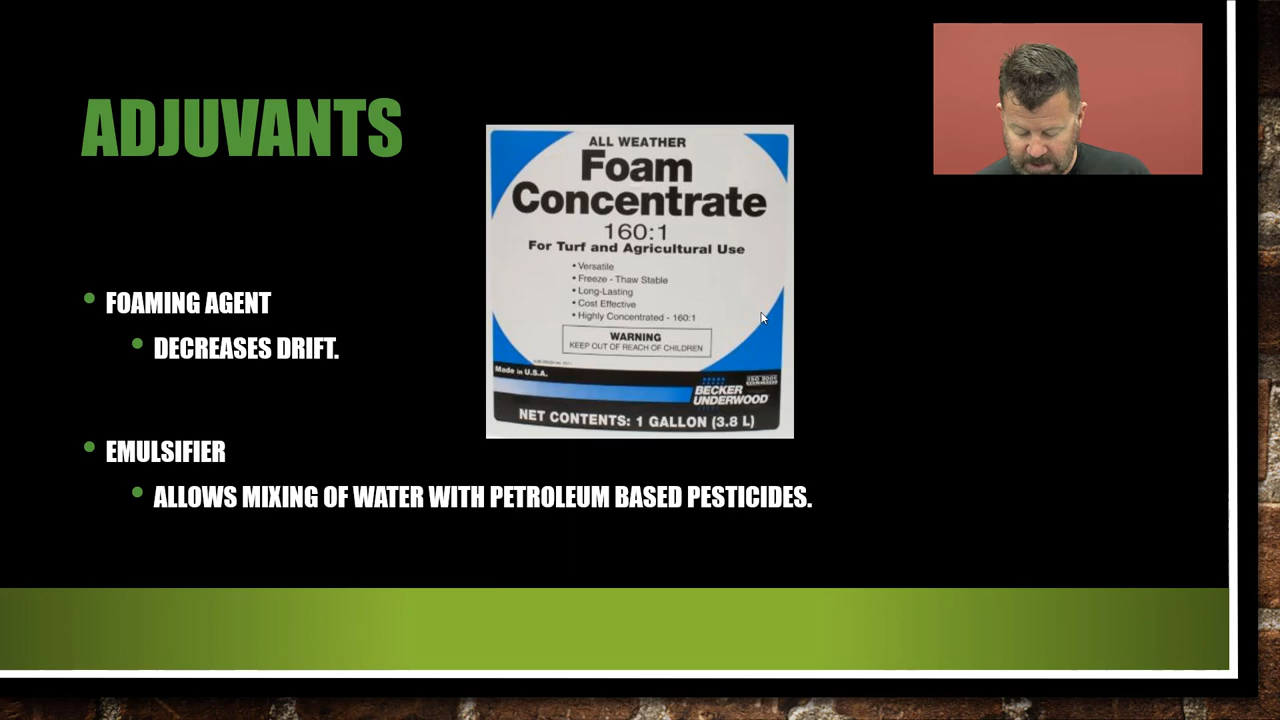 ADJUVANTS
ALL WEATHER
Foam
Concentrate
160:1
For Turf and Agricultural Use
• Versatile
• Freeze - Thaw Stable
• Long-Lasting
• Cost Effective
• Highly Concentrated - 160:1
WARNING
KEEP OUT OF REACH OF CHILDREN
Made in U.S.A.
ISO 9001
BECKER
UNDERWOOD
NET CONTENTS: 1 GALLON (3.8 L)
• FOAMING AGENT
• DECREASES DRIFT.
• EMULSIFIER
• ALLOWS MIXING OF WATER WITH PETROLEUM BASED PESTICIDES.